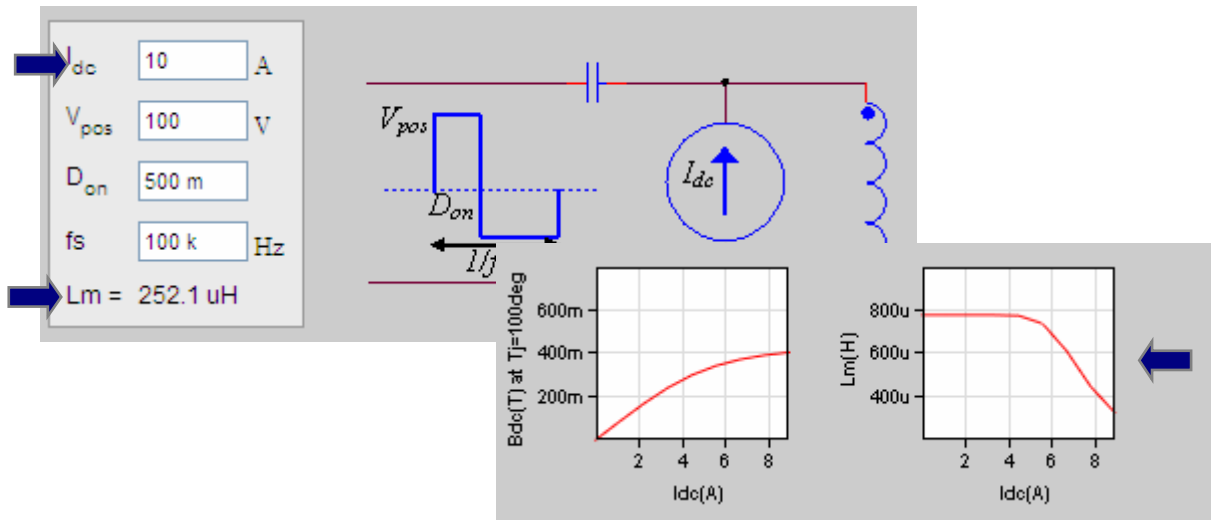 Idc 10 A
Vpos 100 V
Don 500 m
fs 100 k Hz
Lm = 252.1 uH
Vpos
Don
Idc
Bdc(T) at Tj=100deg
600m
400m
200m
2 4 6 8
Idc(A)
Lm(H)
800u
600u
400u
2 4 6 8
Idc(A)